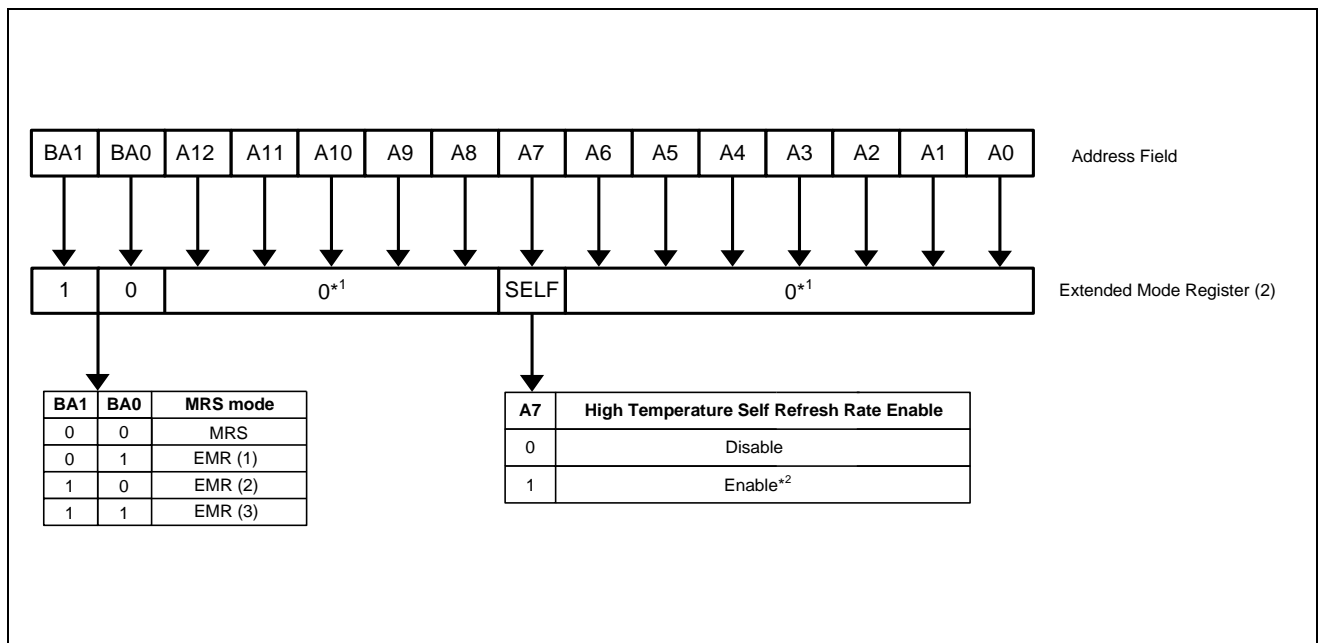 BA1 BA0 A12 A11 A10 A9 A8 A7 A6 A5 A4 A3 A2 A1 A0 Address Field
1 0 0*1 SELF 0*1 Extended Mode Register (2)
BA1 BA0 MRS mode
0 0 MRS
0 1 EMR (1)
1 0 EMR (2)
1 1 EMR (3)
A7 High Temperature Self Refresh Rate Enable
0 Disable
1 Enable*2